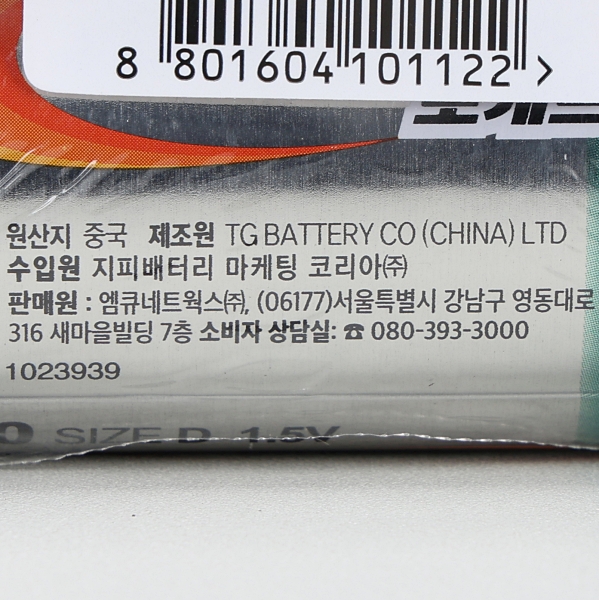 8 801604 101122 >
원산지 중국 제조원 TG BATTERY CO (CHINA) LTD
수입원 지피배터리 마케팅 코리아㈜
판매원 : 엠큐네트웍스㈜, (06177)서울특별시 강남구 영동대로
316 새마을빌딩 7층 소비자 상담실: ☎ 080-393-3000
1023939
SIZE D 1.5V